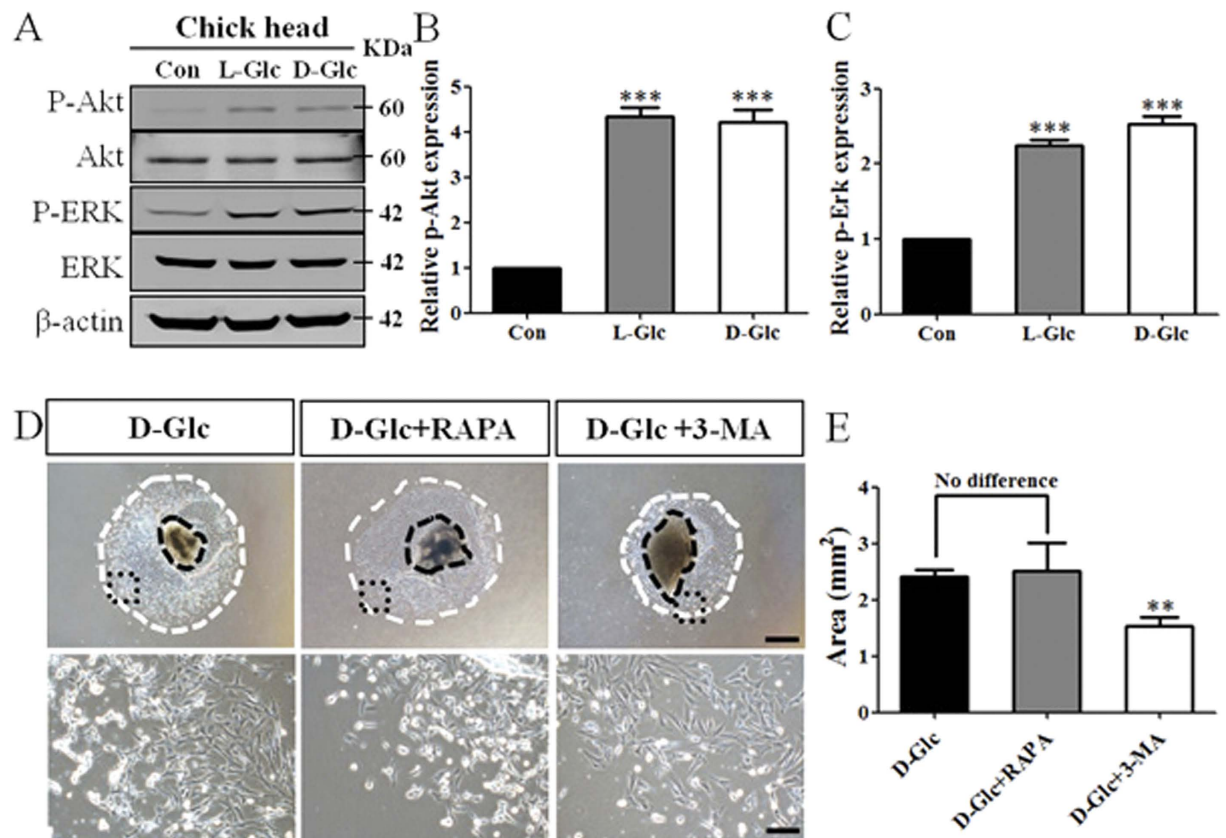 A
Chick head
KDa
Con L-Glc D-Glc
P-Akt
60
Akt
60
P-ERK
42
ERK
42
β-actin
42
B
Relative p-Akt expression
5
4
3
2
1
0
***
***
Con L-Glc D-Glc
C
Relative p-Erk expression
3
2
1
0
***
***
Con L-Glc D-Glc
D
D-Glc D-Glc+RAPA D-Glc +3-MA
E
Area (mm²)
4
3
2
1
0
No difference
**
D-Glc
D-Glc+RAPA
D-Glc+3-MA